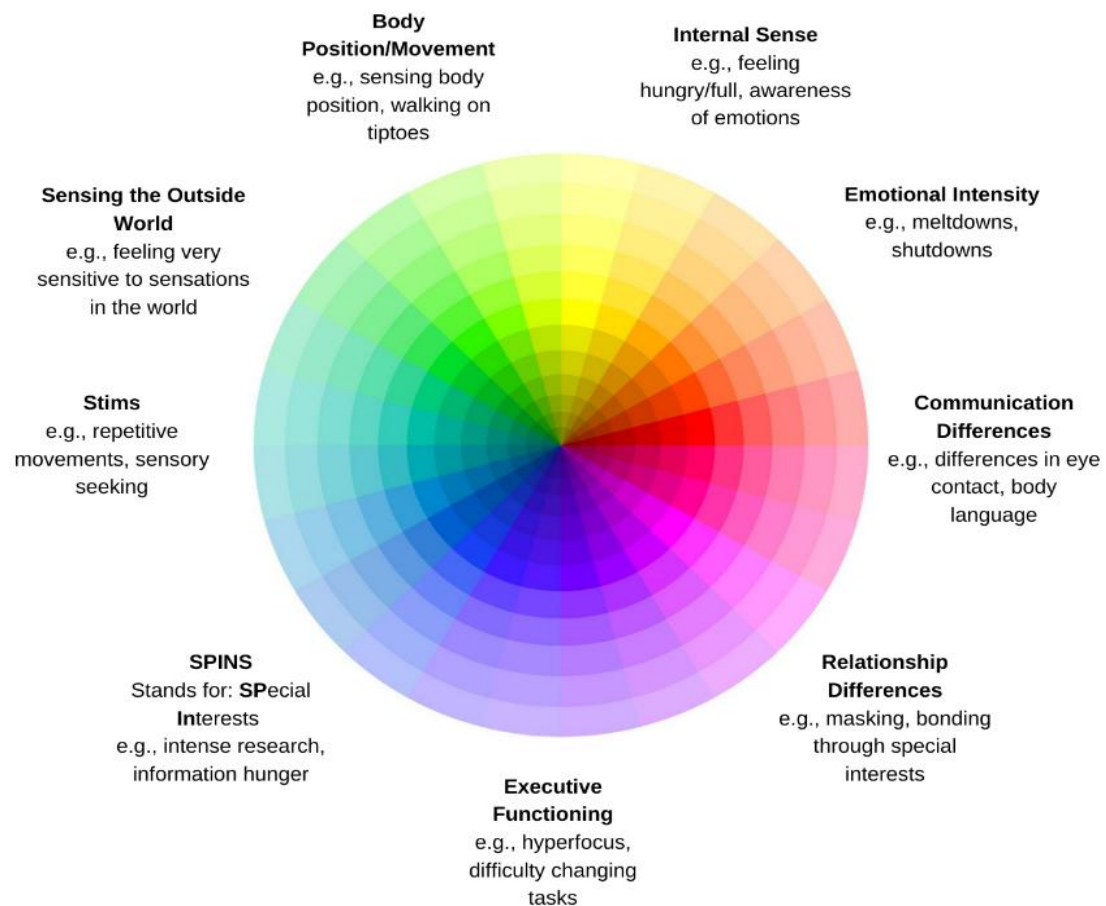 Body
Position/Movement
e.g., sensing body
position, walking on
tiptoes
Internal Sense
e.g., feeling
hungry/full, awareness
of emotions
Emotional Intensity
e.g., meltdowns,
shutdowns
Communication
Differences
e.g., differences in eye
contact, body
language
Relationship
Differences
e.g., masking, bonding
through special
interests
Executive
Functioning
e.g., hyperfocus,
difficulty changing
tasks
SPINS
Stands for: SPecial
Interests
e.g., intense research,
information hunger
Stims
e.g., repetitive
movements, sensory
seeking
Sensing the Outside
World
e.g., feeling very
sensitive to sensations
in the world